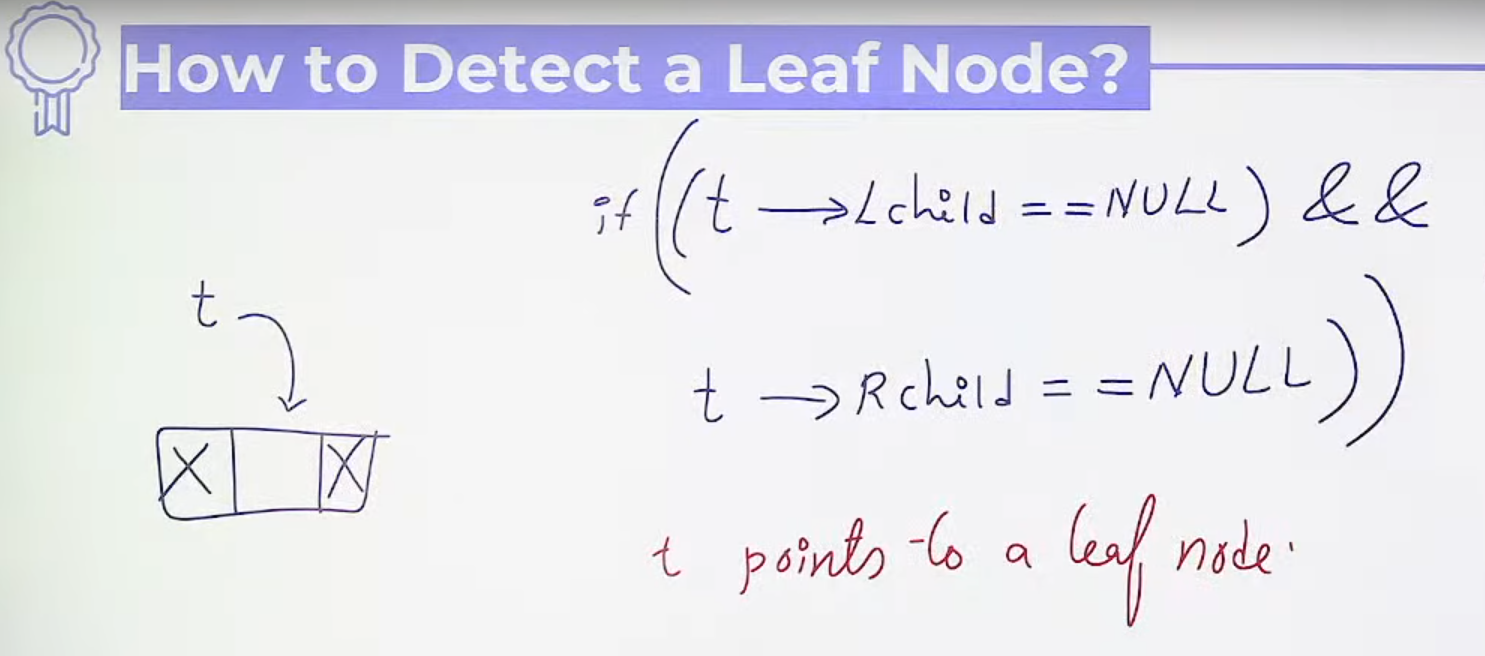 How to Detect a Leaf Node?
if((t →Lchild ==NULL) &&
t →Rchild ==NULL))
t
X X
t points to a leaf node.